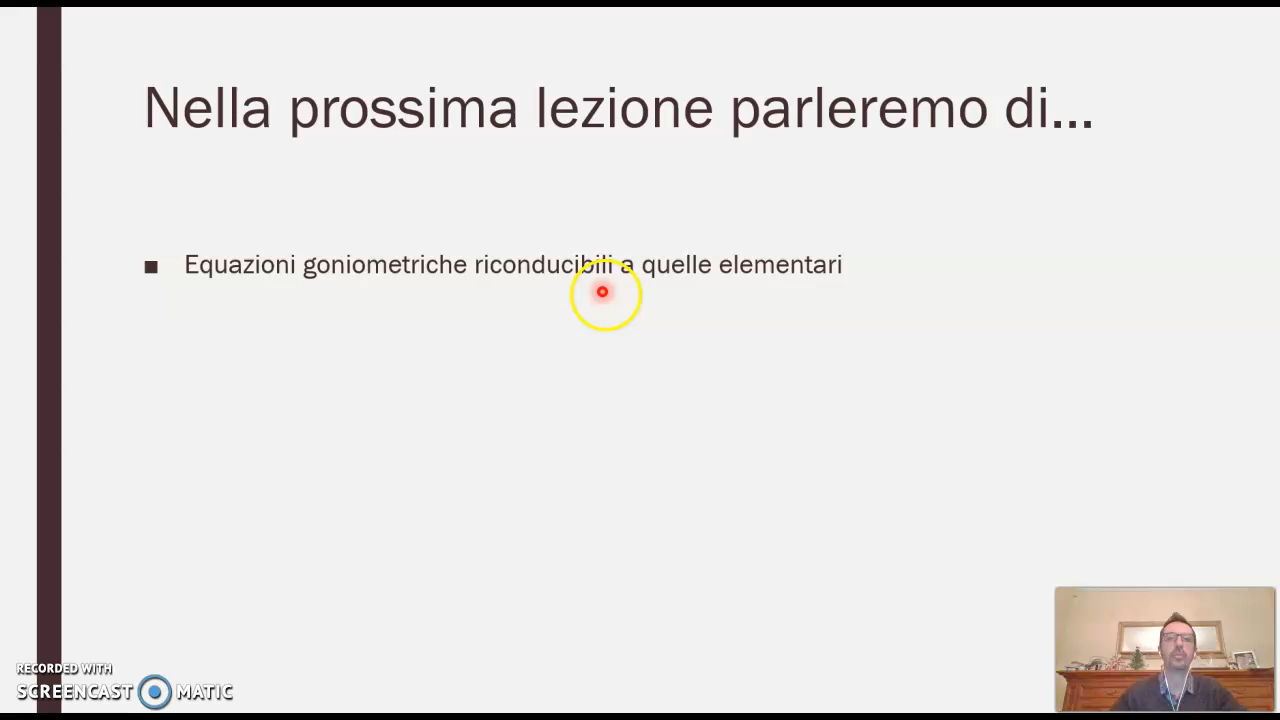 Nella prossima lezione parleremo di...
■ Equazioni goniometriche riconducibili a quelle elementari
RECORDED WITH
SCREENCAST MATIC